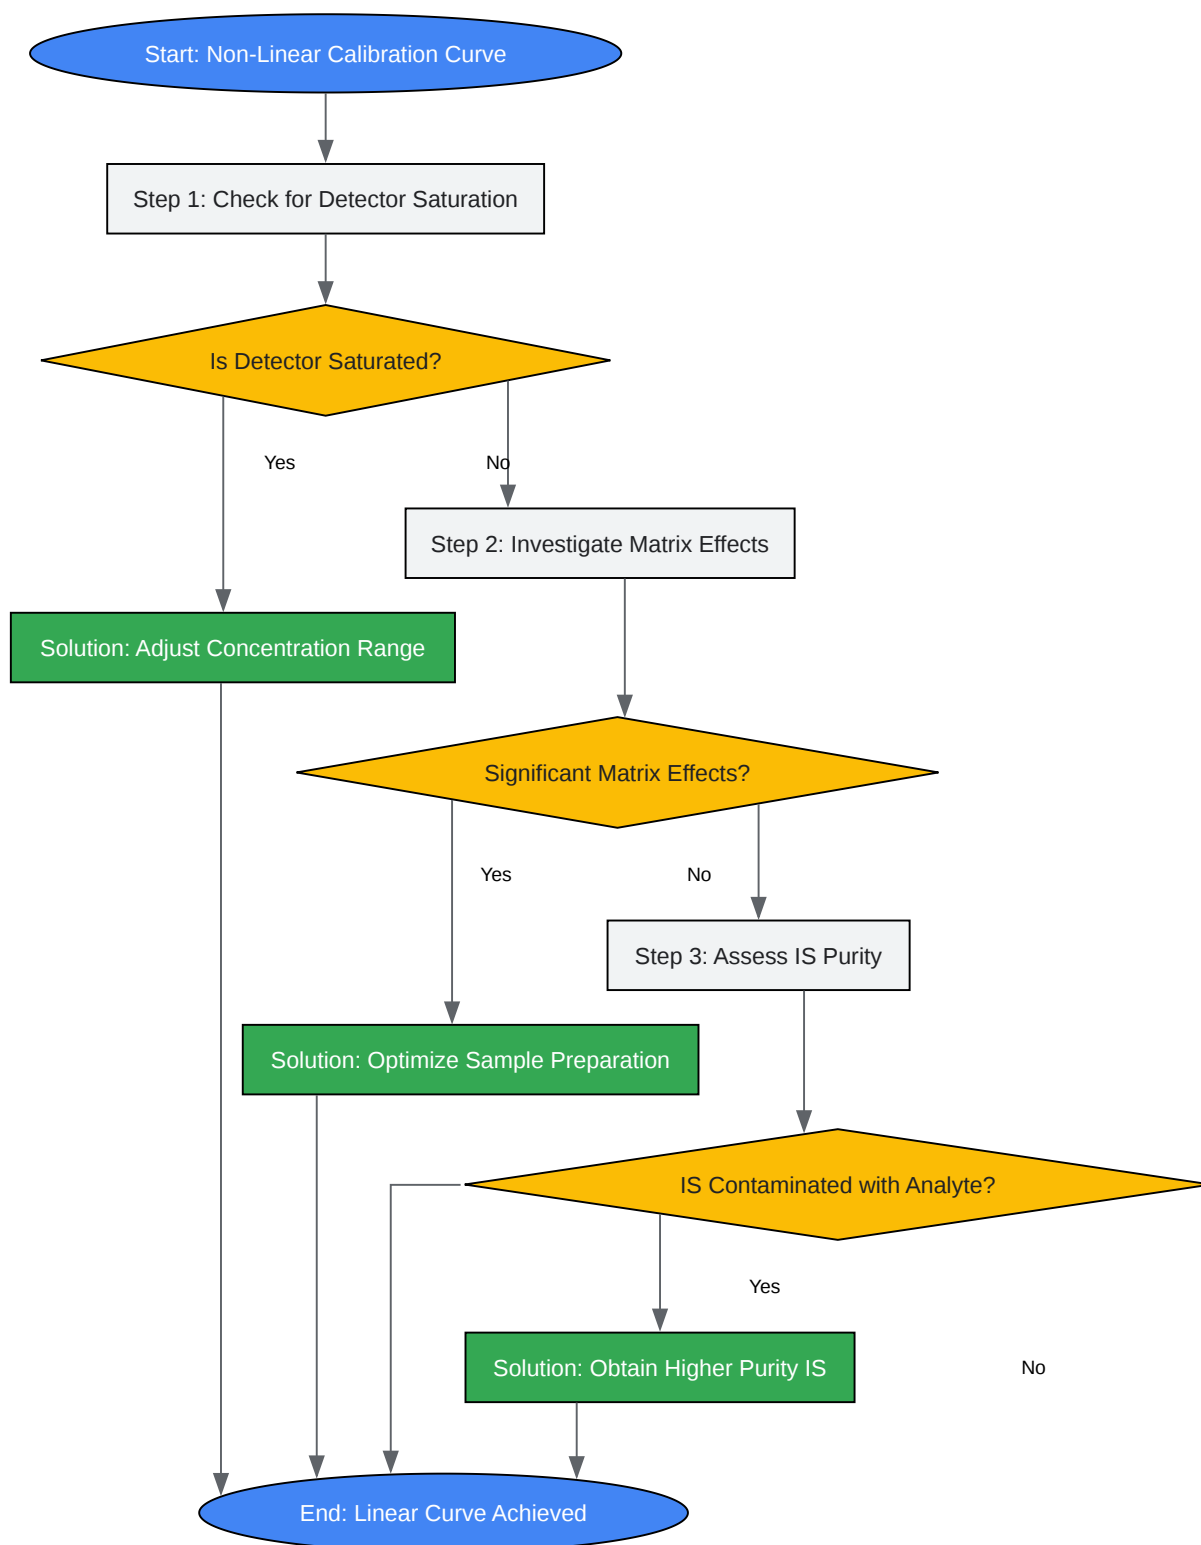 Start: Non-Linear Calibration Curve
Step 1: Check for Detector Saturation
Is Detector Saturated?
Yes
No
Step 2: Investigate Matrix Effects
Solution: Adjust Concentration Range
Significant Matrix Effects?
Yes
No
Step 3: Assess IS Purity
Solution: Optimize Sample Preparation
IS Contaminated with Analyte?
Yes
Solution: Obtain Higher Purity IS
No
End: Linear Curve Achieved